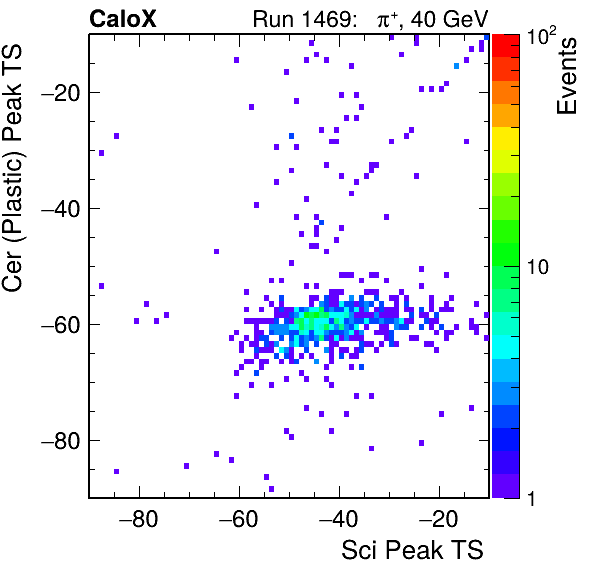 CaloX Run 1469: π⁺, 40 GeV
Cer (Plastic) Peak TS
−20
−40
−60
−80
−80 −60 −40 −20
Sci Peak TS
10²
10
1
Events